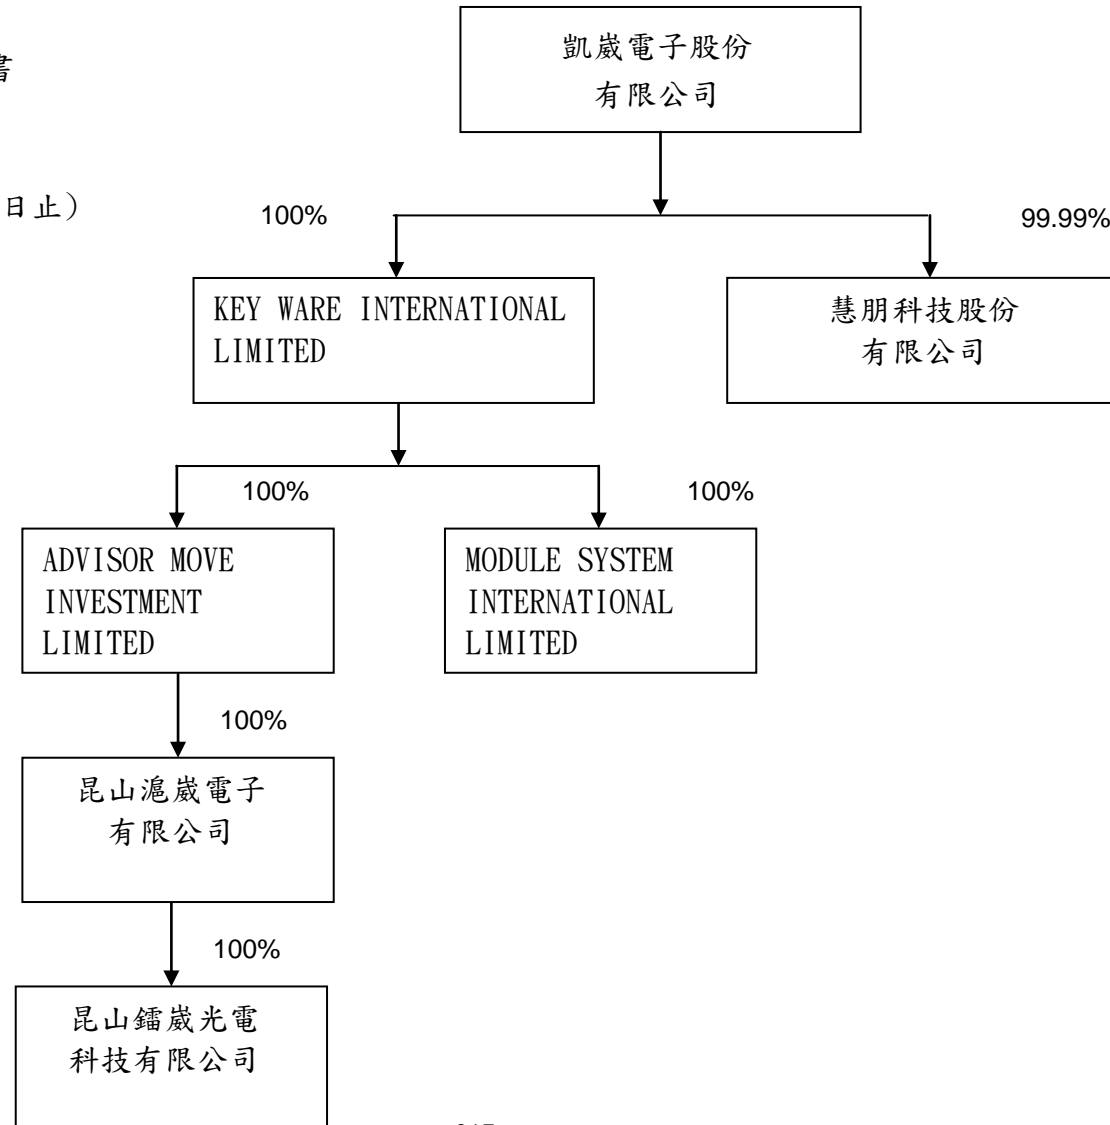 凱崴電子股份
有限公司
書
日止）
100%
99.99%
KEY WARE INTERNATIONAL
LIMITED
慧朋科技股份
有限公司
100%
100%
ADVISOR MOVE
INVESTMENT
LIMITED
MODULE SYSTEM
INTERNATIONAL
LIMITED
100%
昆山滬崴電子
有限公司
100%
昆山鐳崴光電
科技有限公司